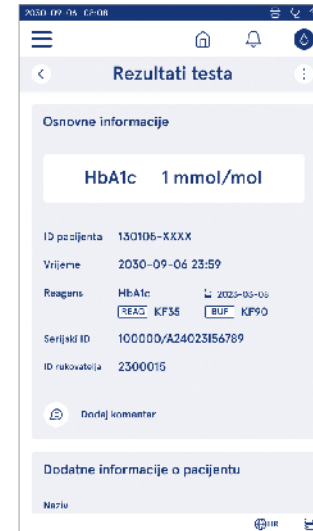 2030-09-06 02:08
Rezultati testa
Osnovne informacije
HbA1c 1 mmol/mol
ID pacijenta 130106-XXXX
Vrijeme 2030-09-06 23:59
Reagens HbA1c
REAG KF35 BUF KF90
Serijski ID 100000/A24023156789
ID rukovatelja 2300015
Dodaj komentar
Dodatne informacije o pacijentu
Naziv
HR